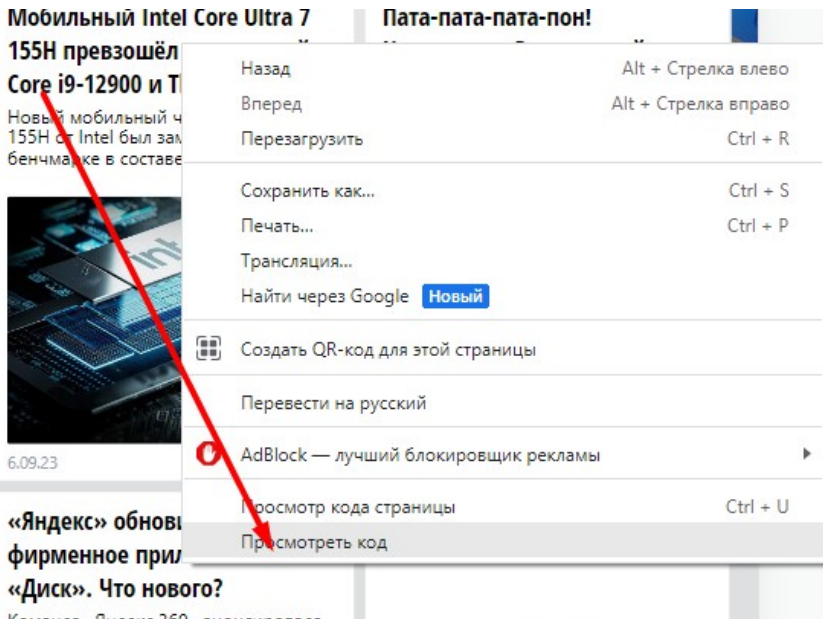 Мобильный Intel Core Ultra 7
155H превзошёл
Core i9-12900 и
Новый мобильный
155H от Intel был
бенчмарке в составе
6.09.23
«Яндекс»
фирменное
«Диск». Что нового?
Пата-пата-пата-пон!
Назад Alt + Стрелка влево
Вперед Alt + Стрелка вправо
Перезагрузить Ctrl + R
Сохранить как... Ctrl + S
Печать... Ctrl + P
Трансляция...
Найти через Google Новый
Создать QR-код для этой страницы
Перевести на русский
AdBlock — лучший блокировщик рекламы
Просмотр кода страницы Ctrl + U
Просмотреть код